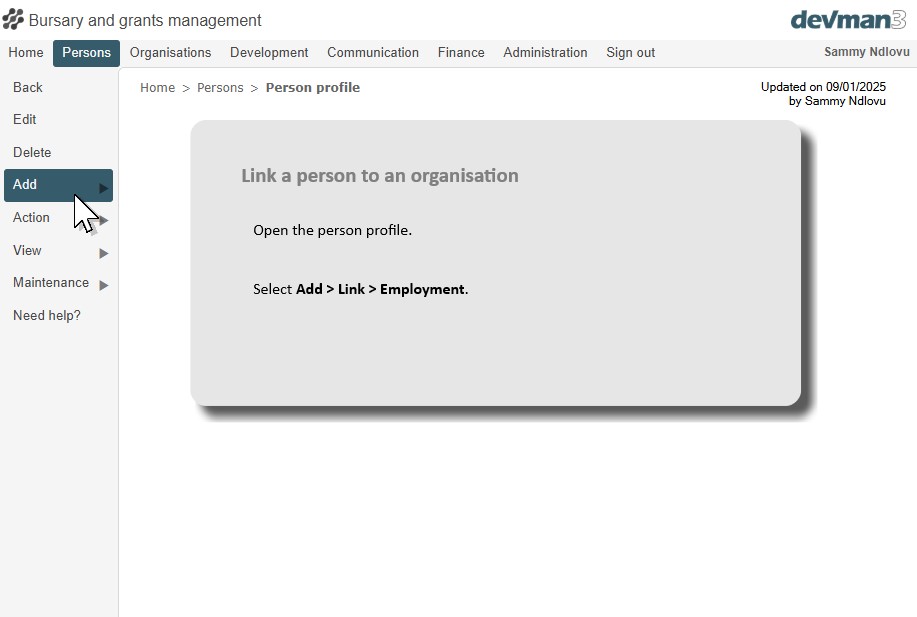 Bursary and grants management
devman3
Home Persons Organisations Development Communication Finance Administration Sign out Sammy Ndlovu
Back
Edit
Delete
Add
Action
View
Maintenance
Need help?
Home > Persons > Person profile
Updated on 09/01/2025
by Sammy Ndlovu
Link a person to an organisation
Open the person profile.
Select Add > Link > Employment.